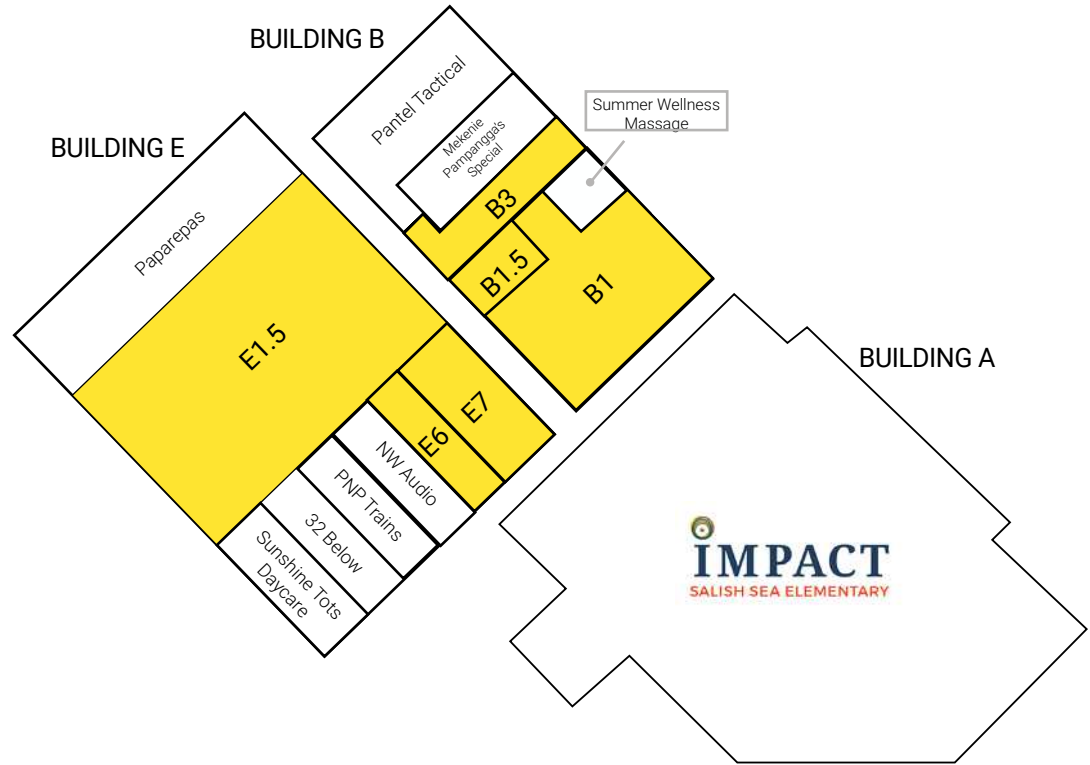 BUILDING B
Pantel Tactical
Mekenie
Pampangga's
Special
Summer Wellness
Massage
B3
B1.5
B1
BUILDING E
Paparepas
E1.5
E7
E6
NW Audio
PNP Trains
32 Below
Sunshine Tots
Daycare
BUILDING A
IMPACT
SALISH SEA ELEMENTARY